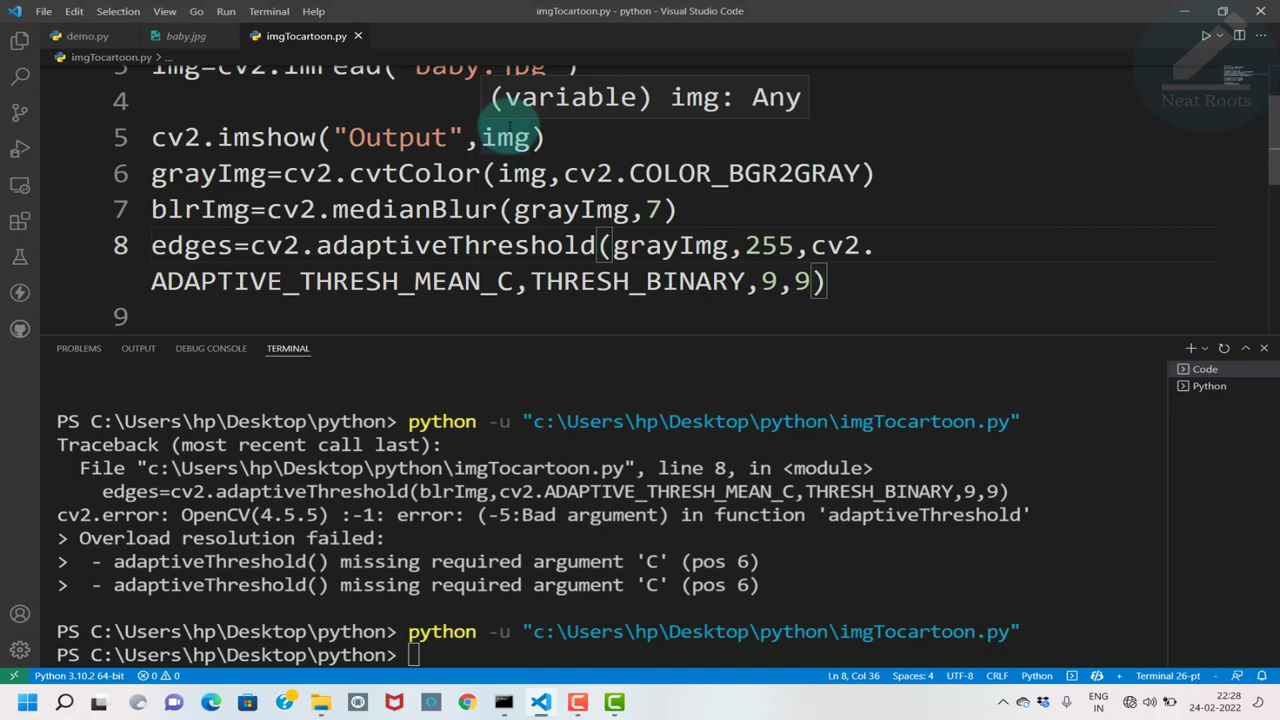 File Edit Selection View Go Run Terminal Help imgTocartoon.py - python - Visual Studio Code
demo.py baby.jpg imgTocartoon.py
imgTocartoon.py > ...
Neat Roots
3 img=cv2.imread("baby.jpg")
(variable) img: Any
4
5 cv2.imshow("Output",img)
6 grayImg=cv2.cvtColor(img,cv2.COLOR_BGR2GRAY)
7 blrImg=cv2.medianBlur(grayImg,7)
8 edges=cv2.adaptiveThreshold(grayImg,255,cv2.
ADAPTIVE_THRESH_MEAN_C,THRESH_BINARY,9,9)
9
PROBLEMS OUTPUT DEBUG CONSOLE TERMINAL
Code
Python
PS C:\Users\hp\Desktop\python> python -u "c:\Users\hp\Desktop\python\imgTocartoon.py"
Traceback (most recent call last):
File "c:\Users\hp\Desktop\python\imgTocartoon.py", line 8, in <module>
edges=cv2.adaptiveThreshold(blrImg,cv2.ADAPTIVE_THRESH_MEAN_C,THRESH_BINARY,9,9)
cv2.error: OpenCV(4.5.5) :-1: error: (-5:Bad argument) in function 'adaptiveThreshold'
> Overload resolution failed:
>  - adaptiveThreshold() missing required argument 'C' (pos 6)
>  - adaptiveThreshold() missing required argument 'C' (pos 6)
PS C:\Users\hp\Desktop\python> python -u "c:\Users\hp\Desktop\python\imgTocartoon.py"
PS C:\Users\hp\Desktop\python>
Python 3.10.2 64-bit 0 0 Ln 8, Col 36 Spaces: 4 UTF-8 CRLF Python Terminal 26-pt
ENG IN 22:28 24-02-2022